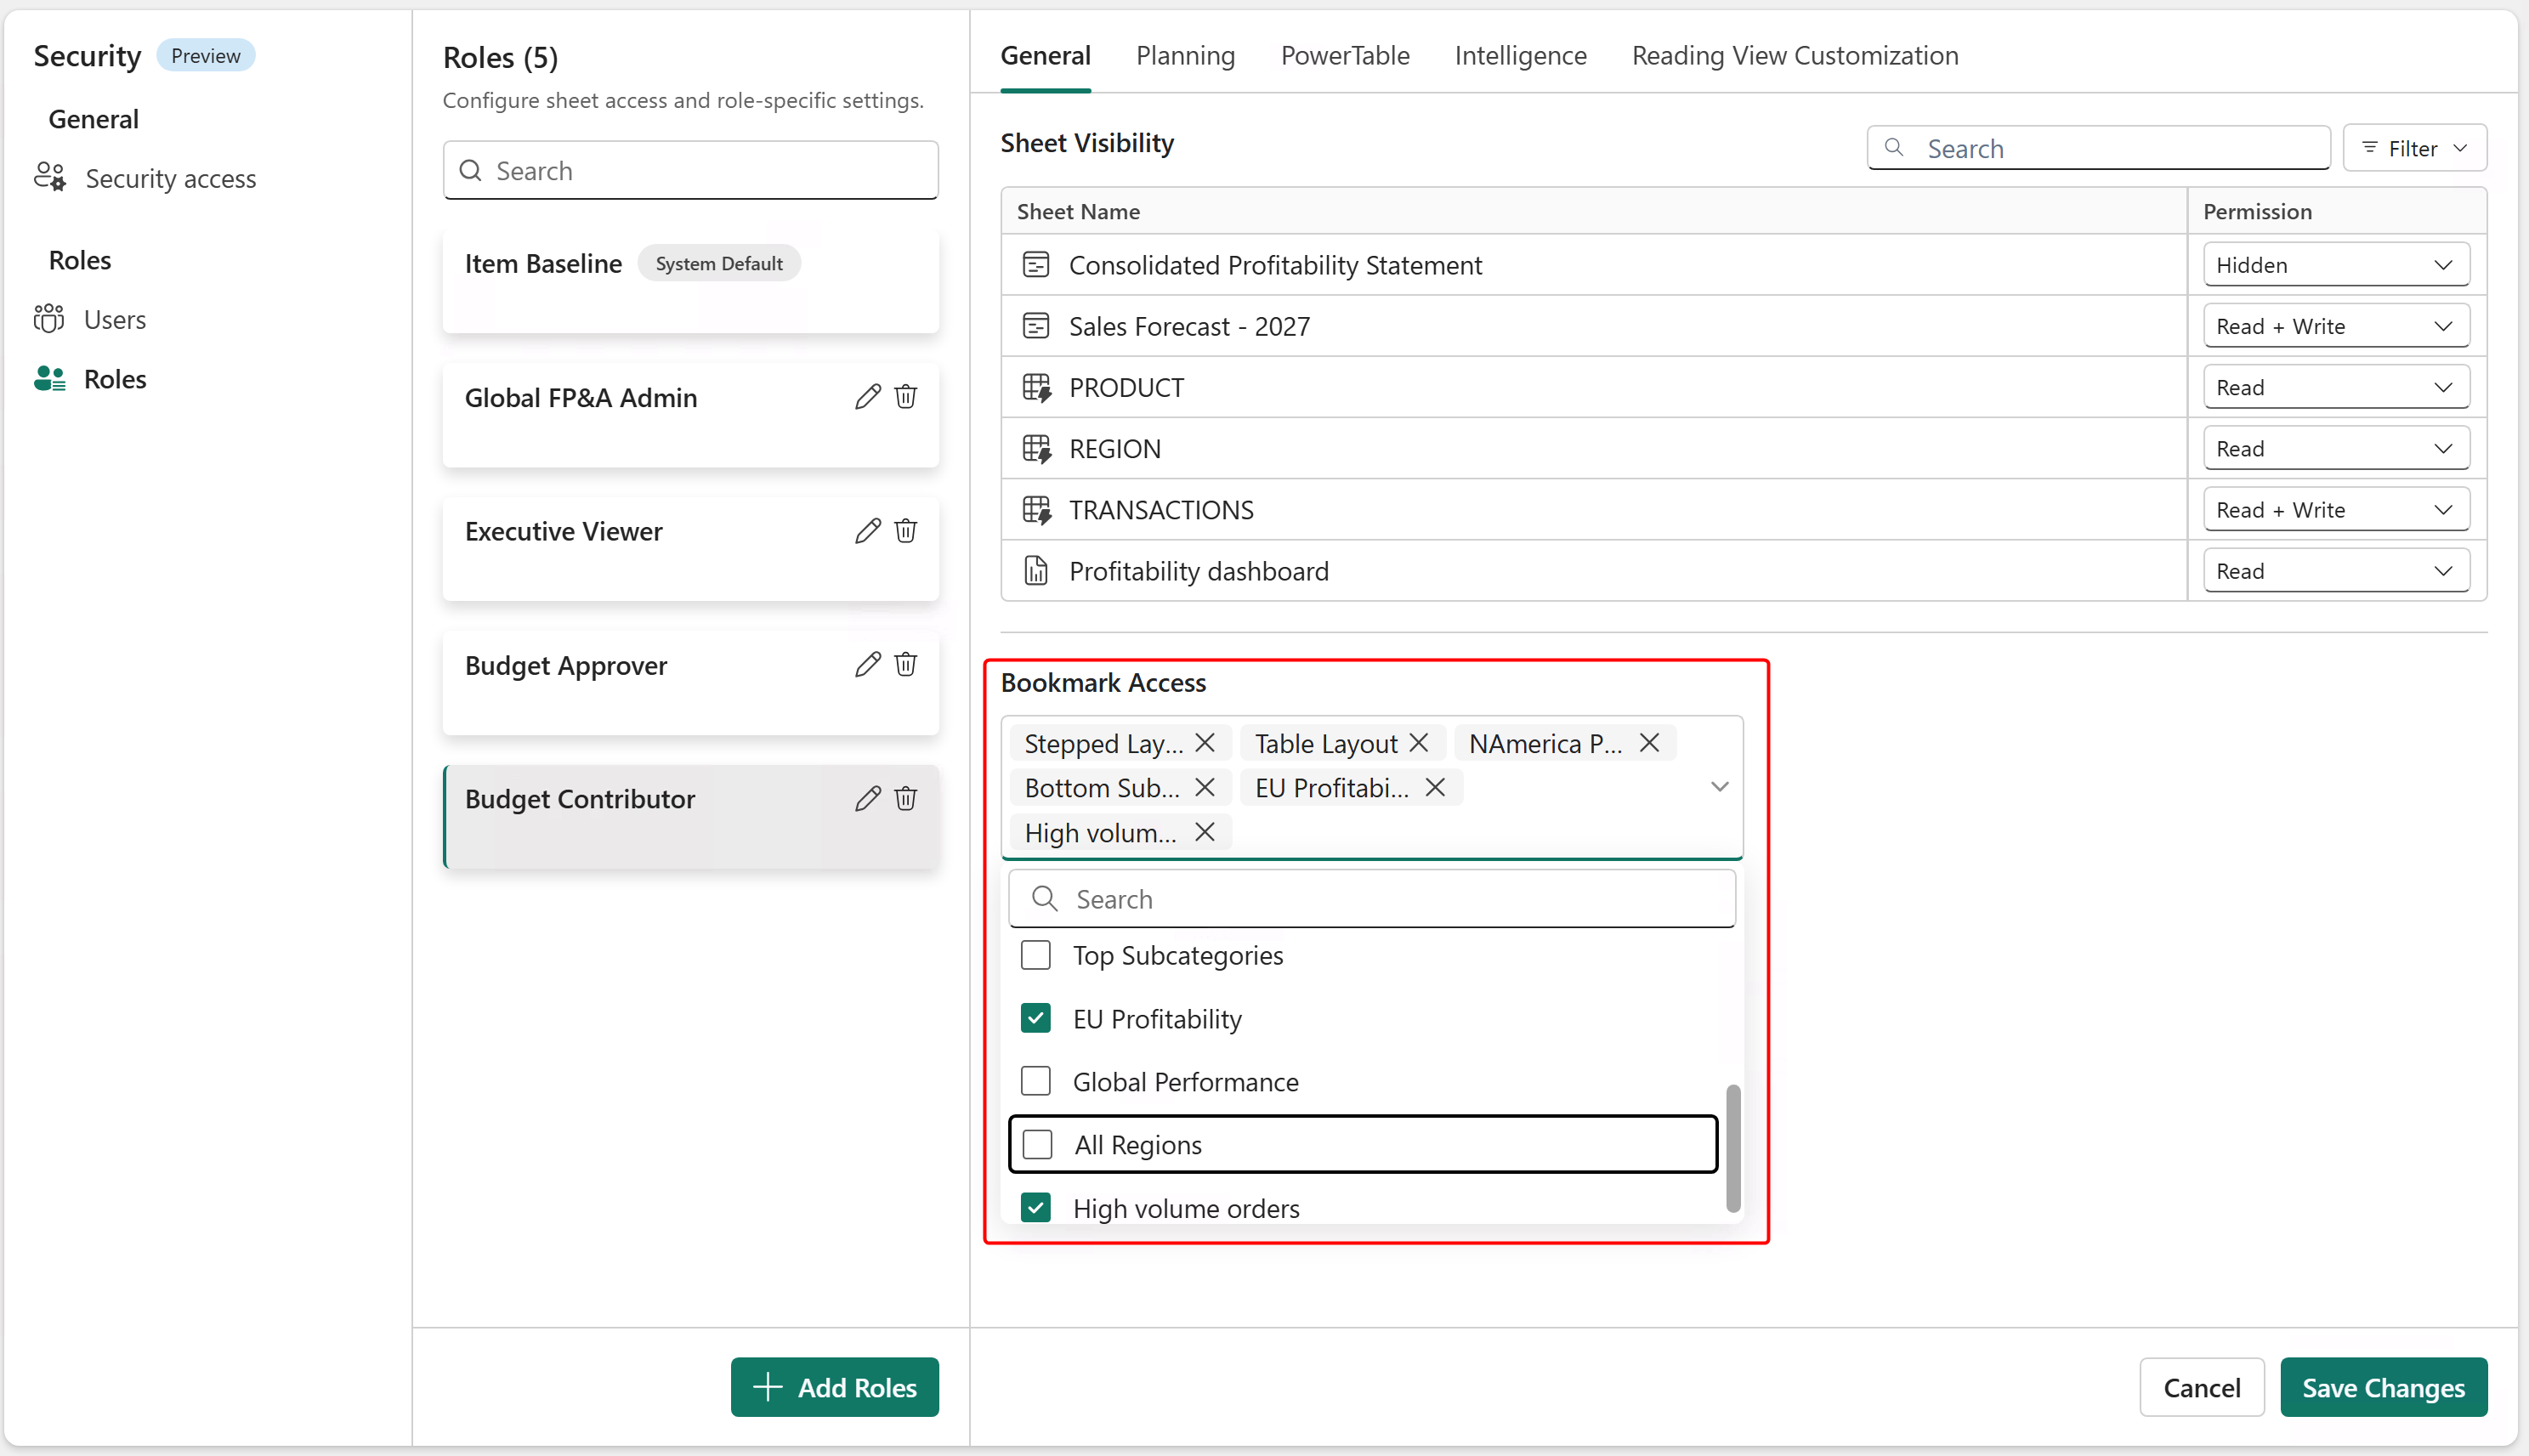 Security Preview
General
Security access
Roles
Users
Roles
Roles (5)
Configure sheet access and role-specific settings.
Search
Item Baseline System Default
Global FP&A Admin
Executive Viewer
Budget Approver
Budget Contributor
Add Roles
General Planning PowerTable Intelligence Reading View Customization
Sheet Visibility Search Filter
Sheet Name Permission
Consolidated Profitability Statement Hidden
Sales Forecast - 2027 Read + Write
PRODUCT Read
REGION Read
TRANSACTIONS Read + Write
Profitability dashboard Read
Bookmark Access
Stepped Lay... Table Layout NAmerica P...
Bottom Sub... EU Profitabi...
High volum...
Search
Top Subcategories
EU Profitability
Global Performance
All Regions
High volume orders
Cancel Save Changes